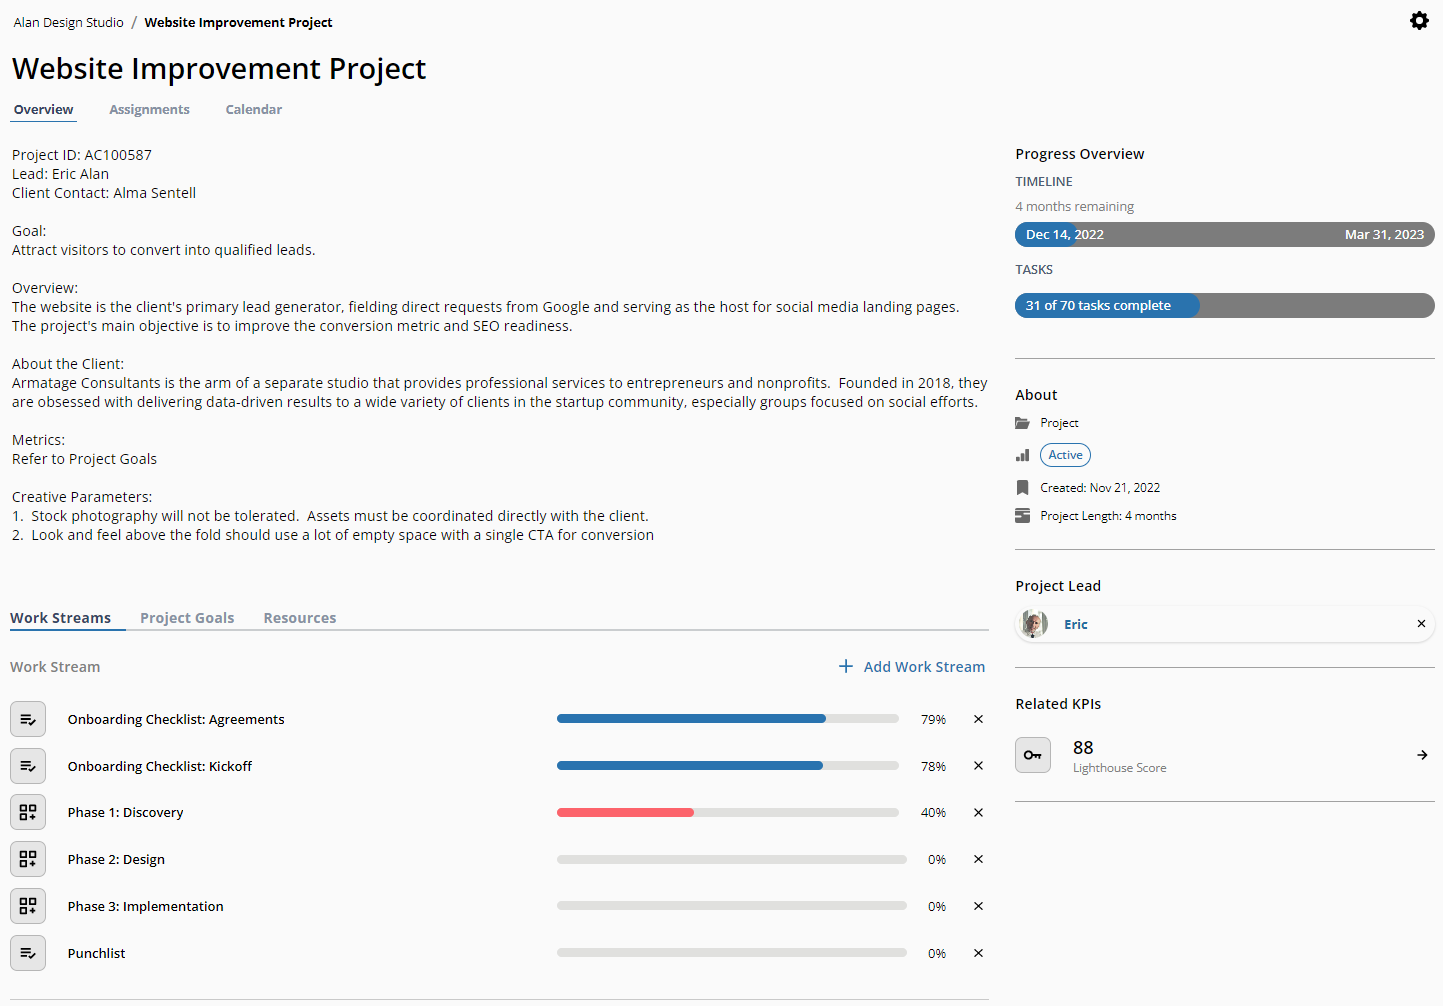 Alan Design Studio / Website Improvement Project
Website Improvement Project
Overview Assignments Calendar
Project ID: AC100587
Lead: Eric Alan
Client Contact: Alma Sentell
Goal:
Attract visitors to convert into qualified leads.
Overview:
The website is the client's primary lead generator, fielding direct requests from Google and serving as the host for social media landing pages.
The project's main objective is to improve the conversion metric and SEO readiness.
About the Client:
Armatage Consultants is the arm of a separate studio that provides professional services to entrepreneurs and nonprofits.  Founded in 2018, they
are obsessed with delivering data-driven results to a wide variety of clients in the startup community, especially groups focused on social efforts.
Metrics:
Refer to Project Goals
Creative Parameters:
1.  Stock photography will not be tolerated.  Assets must be coordinated directly with the client.
2.  Look and feel above the fold should use a lot of empty space with a single CTA for conversion
Work Streams Project Goals Resources
Work Stream + Add Work Stream
Onboarding Checklist: Agreements 79%
Onboarding Checklist: Kickoff 78%
Phase 1: Discovery 40%
Phase 2: Design 0%
Phase 3: Implementation 0%
Punchlist 0%
Progress Overview
TIMELINE
4 months remaining
Dec 14, 2022 Mar 31, 2023
TASKS
31 of 70 tasks complete
About
Project
Active
Created: Nov 21, 2022
Project Length: 4 months
Project Lead
Eric
Related KPIs
88
Lighthouse Score